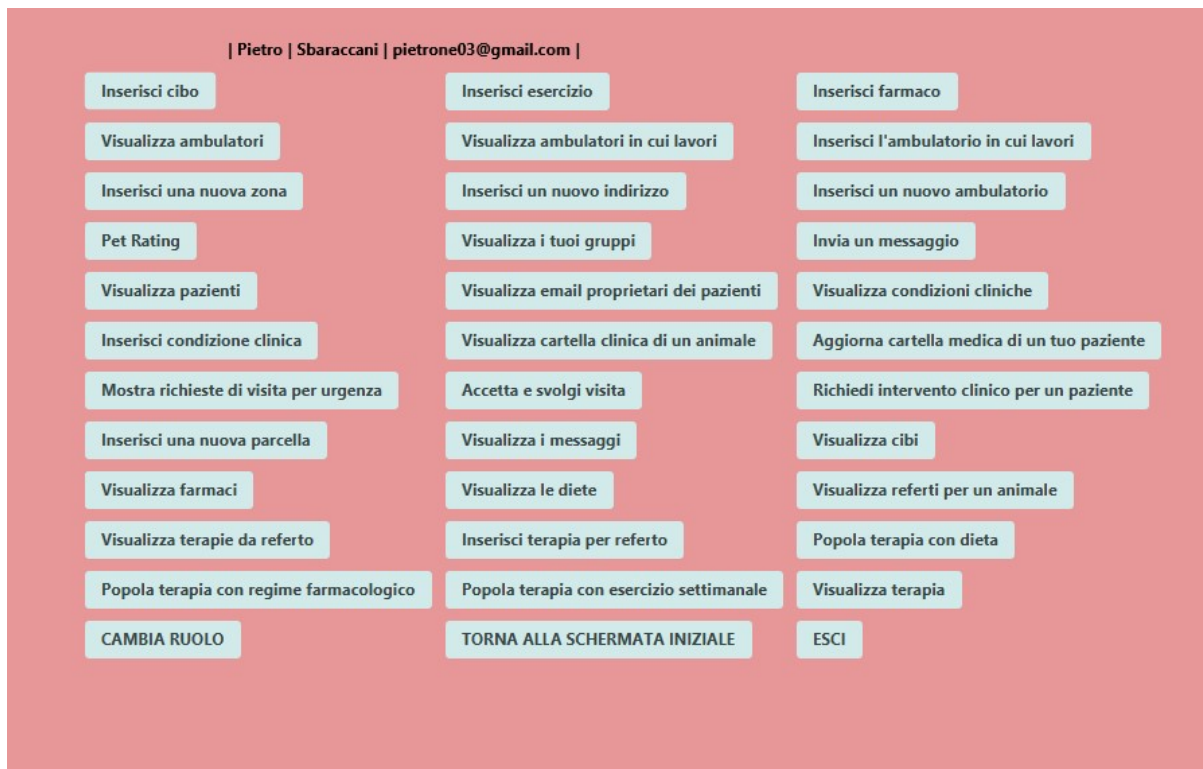 | Pietro | Sbaraccani | pietrone03@gmail.com |
Inserisci cibo
Inserisci esercizio
Inserisci farmaco
Visualizza ambulatori
Visualizza ambulatori in cui lavori
Inserisci l'ambulatorio in cui lavori
Inserisci una nuova zona
Inserisci un nuovo indirizzo
Inserisci un nuovo ambulatorio
Pet Rating
Visualizza i tuoi gruppi
Invia un messaggio
Visualizza pazienti
Visualizza email proprietari dei pazienti
Visualizza condizioni cliniche
Inserisci condizione clinica
Visualizza cartella clinica di un animale
Aggiorna cartella medica di un tuo paziente
Mostra richieste di visita per urgenza
Accetta e svolgi visita
Richiedi intervento clinico per un paziente
Inserisci una nuova parcella
Visualizza i messaggi
Visualizza cibi
Visualizza farmaci
Visualizza le diete
Visualizza referti per un animale
Visualizza terapie da referto
Inserisci terapia per referto
Popola terapia con dieta
Popola terapia con regime farmacologico
Popola terapia con esercizio settimanale
Visualizza terapia
CAMBIA RUOLO
TORNA ALLA SCHERMATA INIZIALE
ESCI